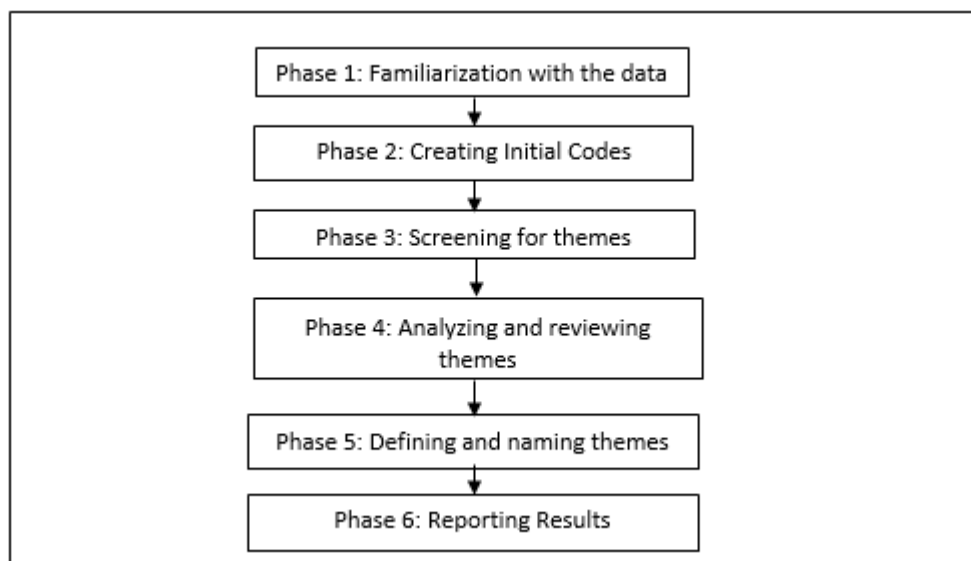 Phase 1: Familiarization with the data
Phase 2: Creating Initial Codes
Phase 3: Screening for themes
Phase 4: Analyzing and reviewing
themes
Phase 5: Defining and naming themes
Phase 6: Reporting Results